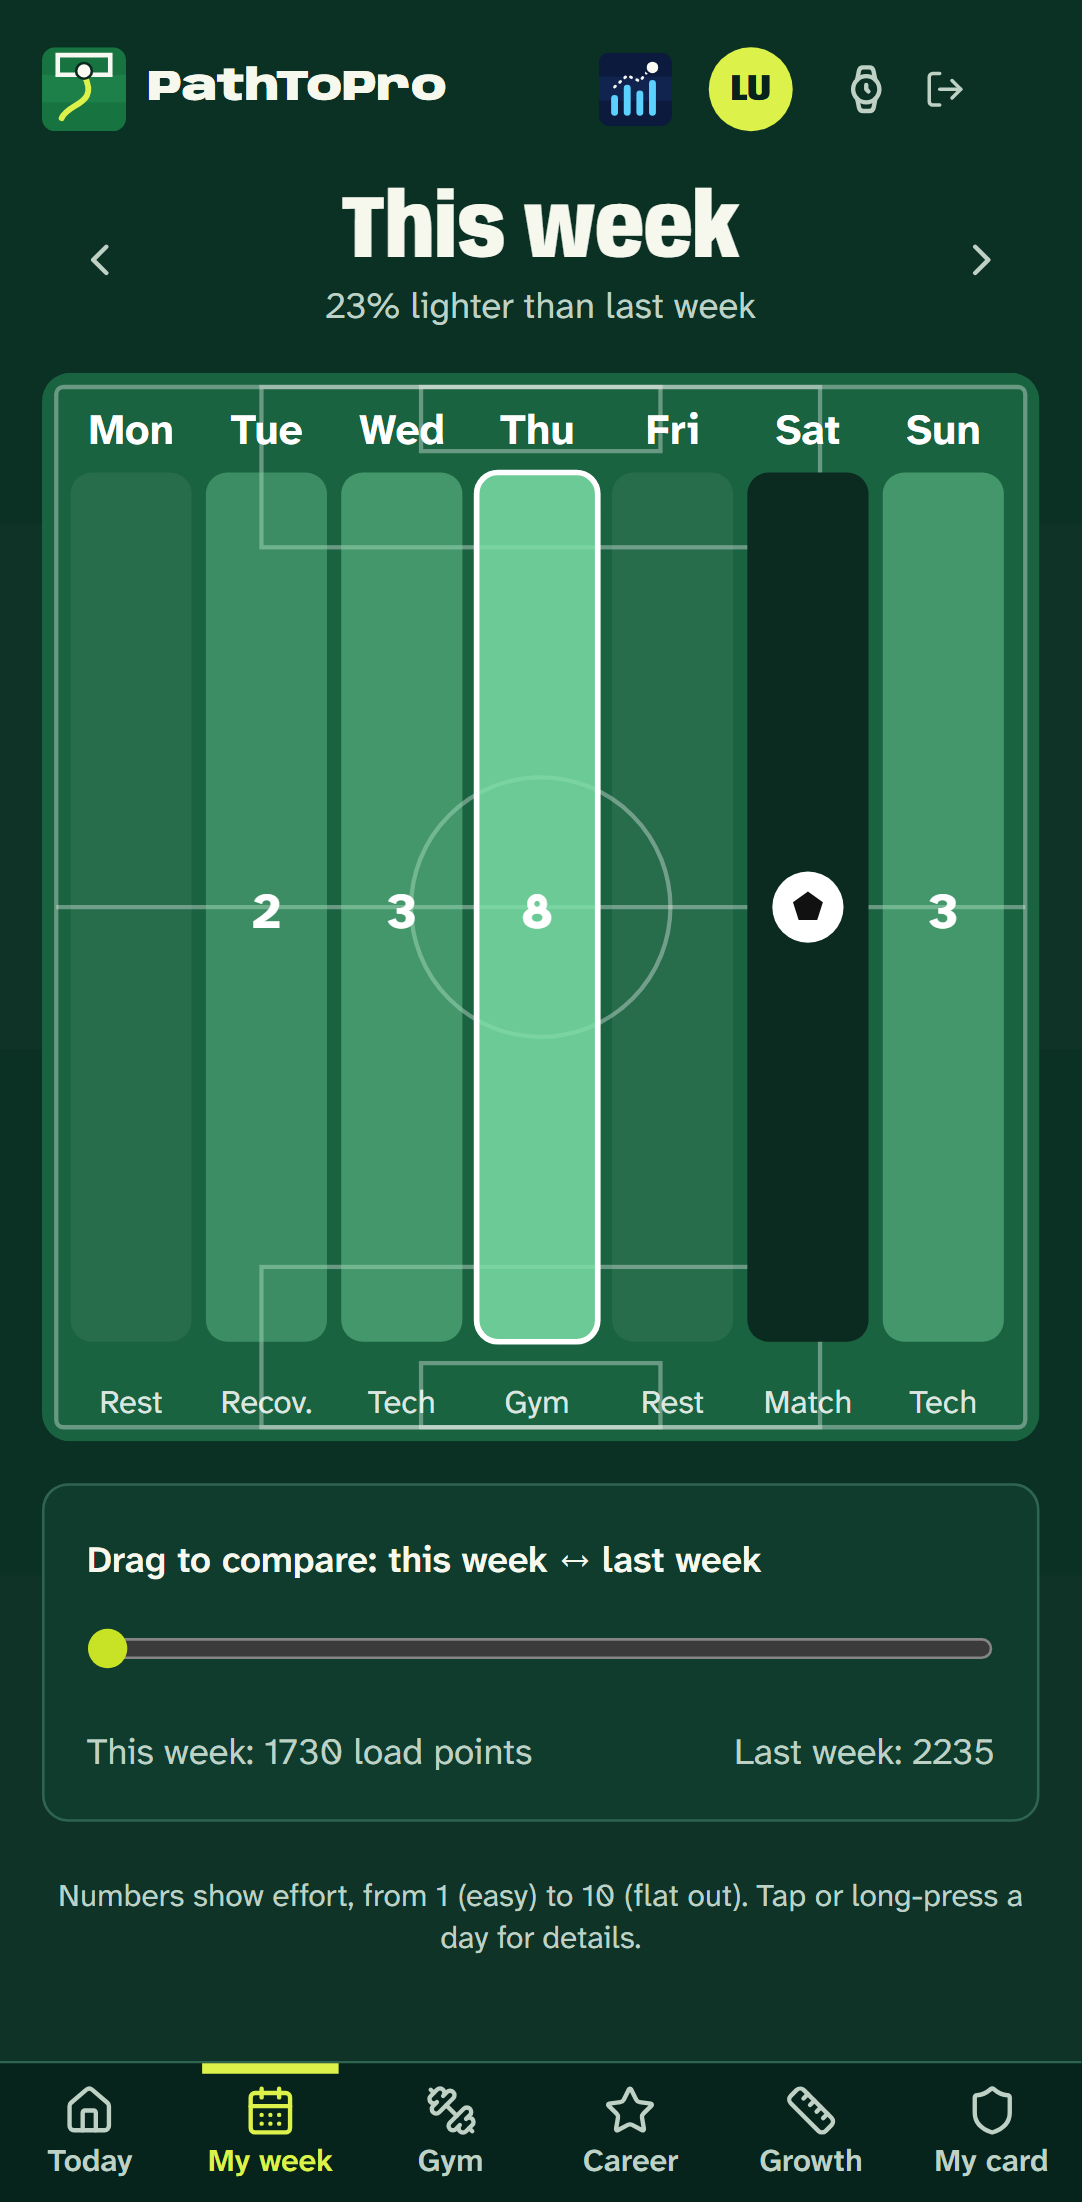 PathToPro
LU
This week
23% lighter than last week
Mon Tue Wed Thu Fri Sat Sun
2 3 8 3
Rest Recov. Tech Gym Rest Match Tech
Drag to compare: this week ↔ last week
This week: 1730 load points Last week: 2235
Numbers show effort, from 1 (easy) to 10 (flat out). Tap or long-press a
day for details.
Today My week Gym Career Growth My card